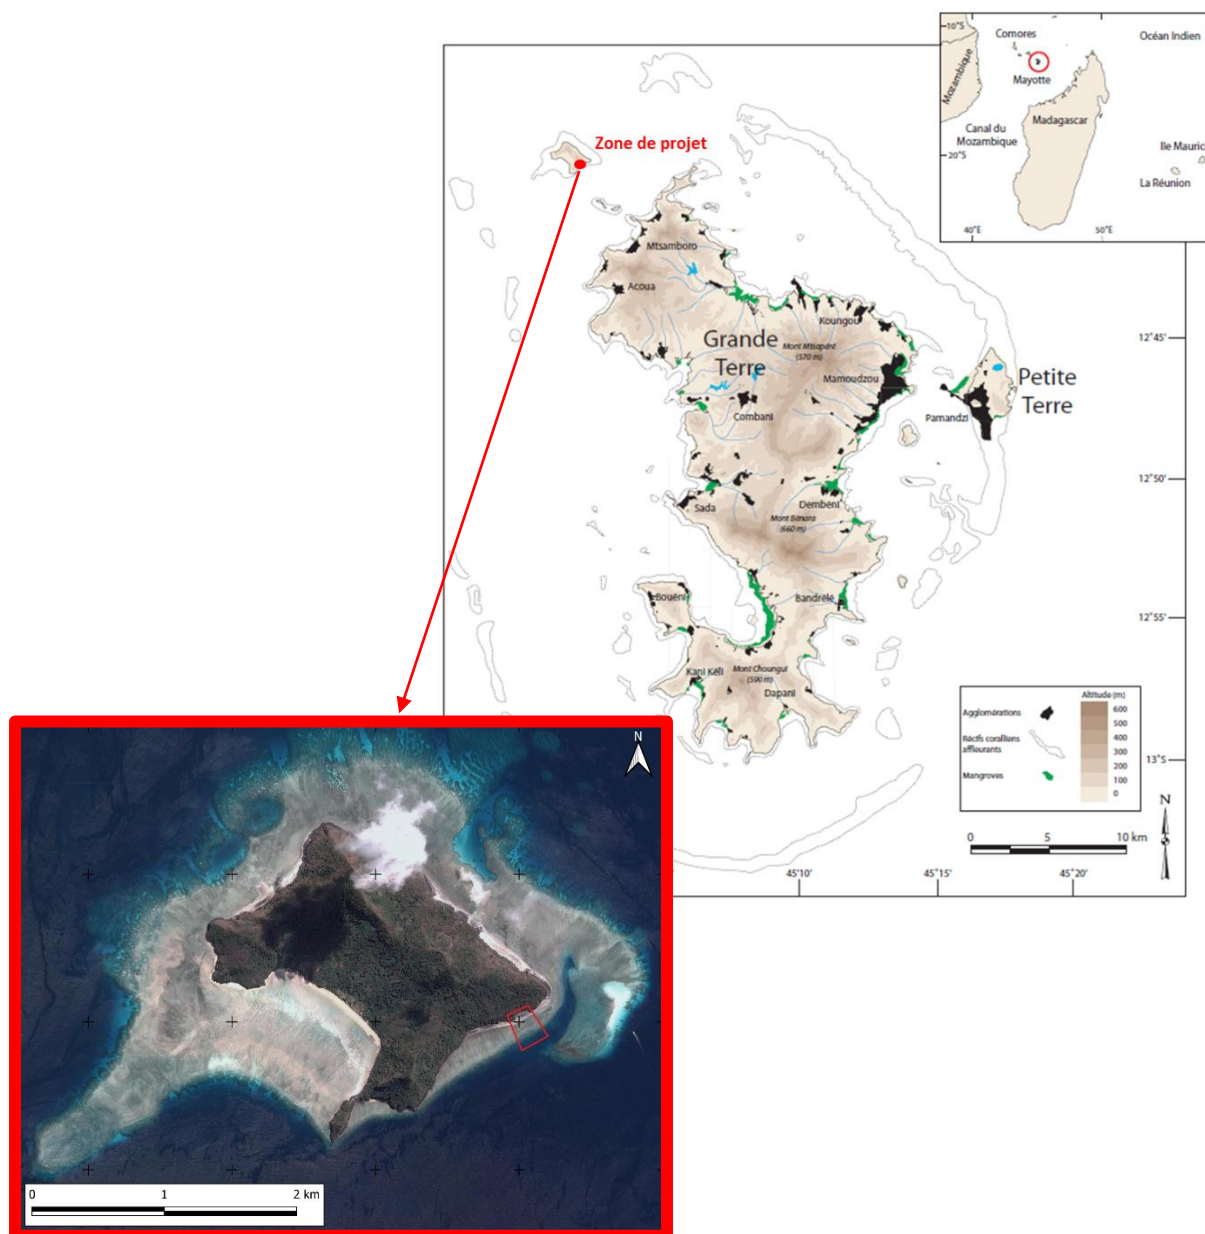 10°S
Comores
Océan Indien
Mozambique
Mayotte
Madagascar
Canal du
Mozambique
20°S
Ile Mauric
La Réunion
40°E
50°E
Zone de projet
Mtsamboro
Acoua
Koungou
Grande
Terre
Mont Mtsapéré
(570 m)
Mamoudzou
12°45'
Petite
Terre
Combani
Pamandzi
12°50'
Sada
Dembeni
Mont Bénara
(660 m)
Bouéni
Bandrélé
12°55'
Kani Kéli
Mont Choungui
(590 m)
Dapani
Altitude (m)
Agglomérations
600
500
Récifs coralliens
affleurants
400
300
200
Mangroves
100
0
13°S
N
0 5 10 km
45°10'
45°15'
45°20'
N
0 1 2 km